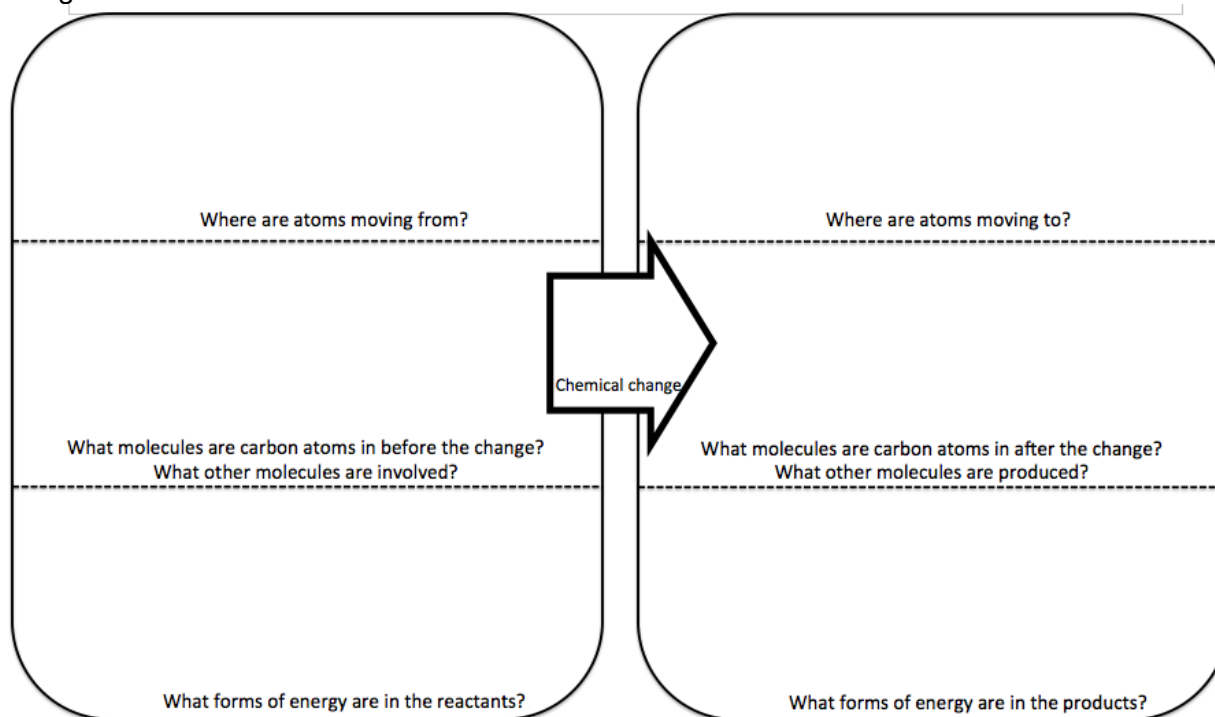 Where are atoms moving from?
Where are atoms moving to?
Chemical change
What molecules are carbon atoms in before the change?
What other molecules are involved?
What molecules are carbon atoms in after the change?
What other molecules are produced?
What forms of energy are in the reactants?
What forms of energy are in the products?